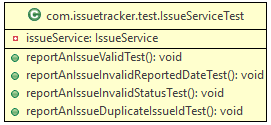 C com.issuetracker.test.IssueServiceTest
issueService: IssueService
reportAnIssueValidTest(): void
reportAnIssueInvalidReportedDateTest(): void
reportAnIssueInvalidStatusTest(): void
reportAnIssueDuplicateIssueIdTest(): void